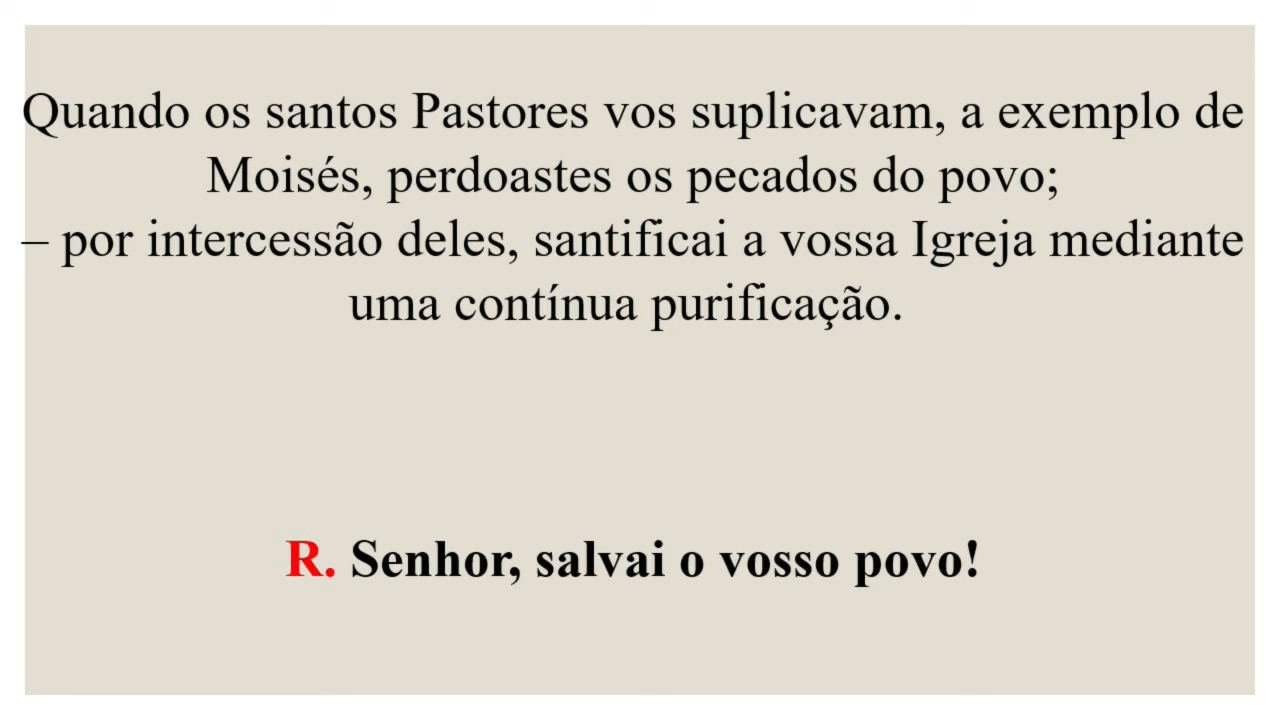 Quando os santos Pastores vos suplicavam, a exemplo de
Moisés, perdoastes os pecados do povo;
– por intercessão deles, santificai a vossa Igreja mediante
uma contínua purificação.
R. Senhor, salvai o vosso povo!